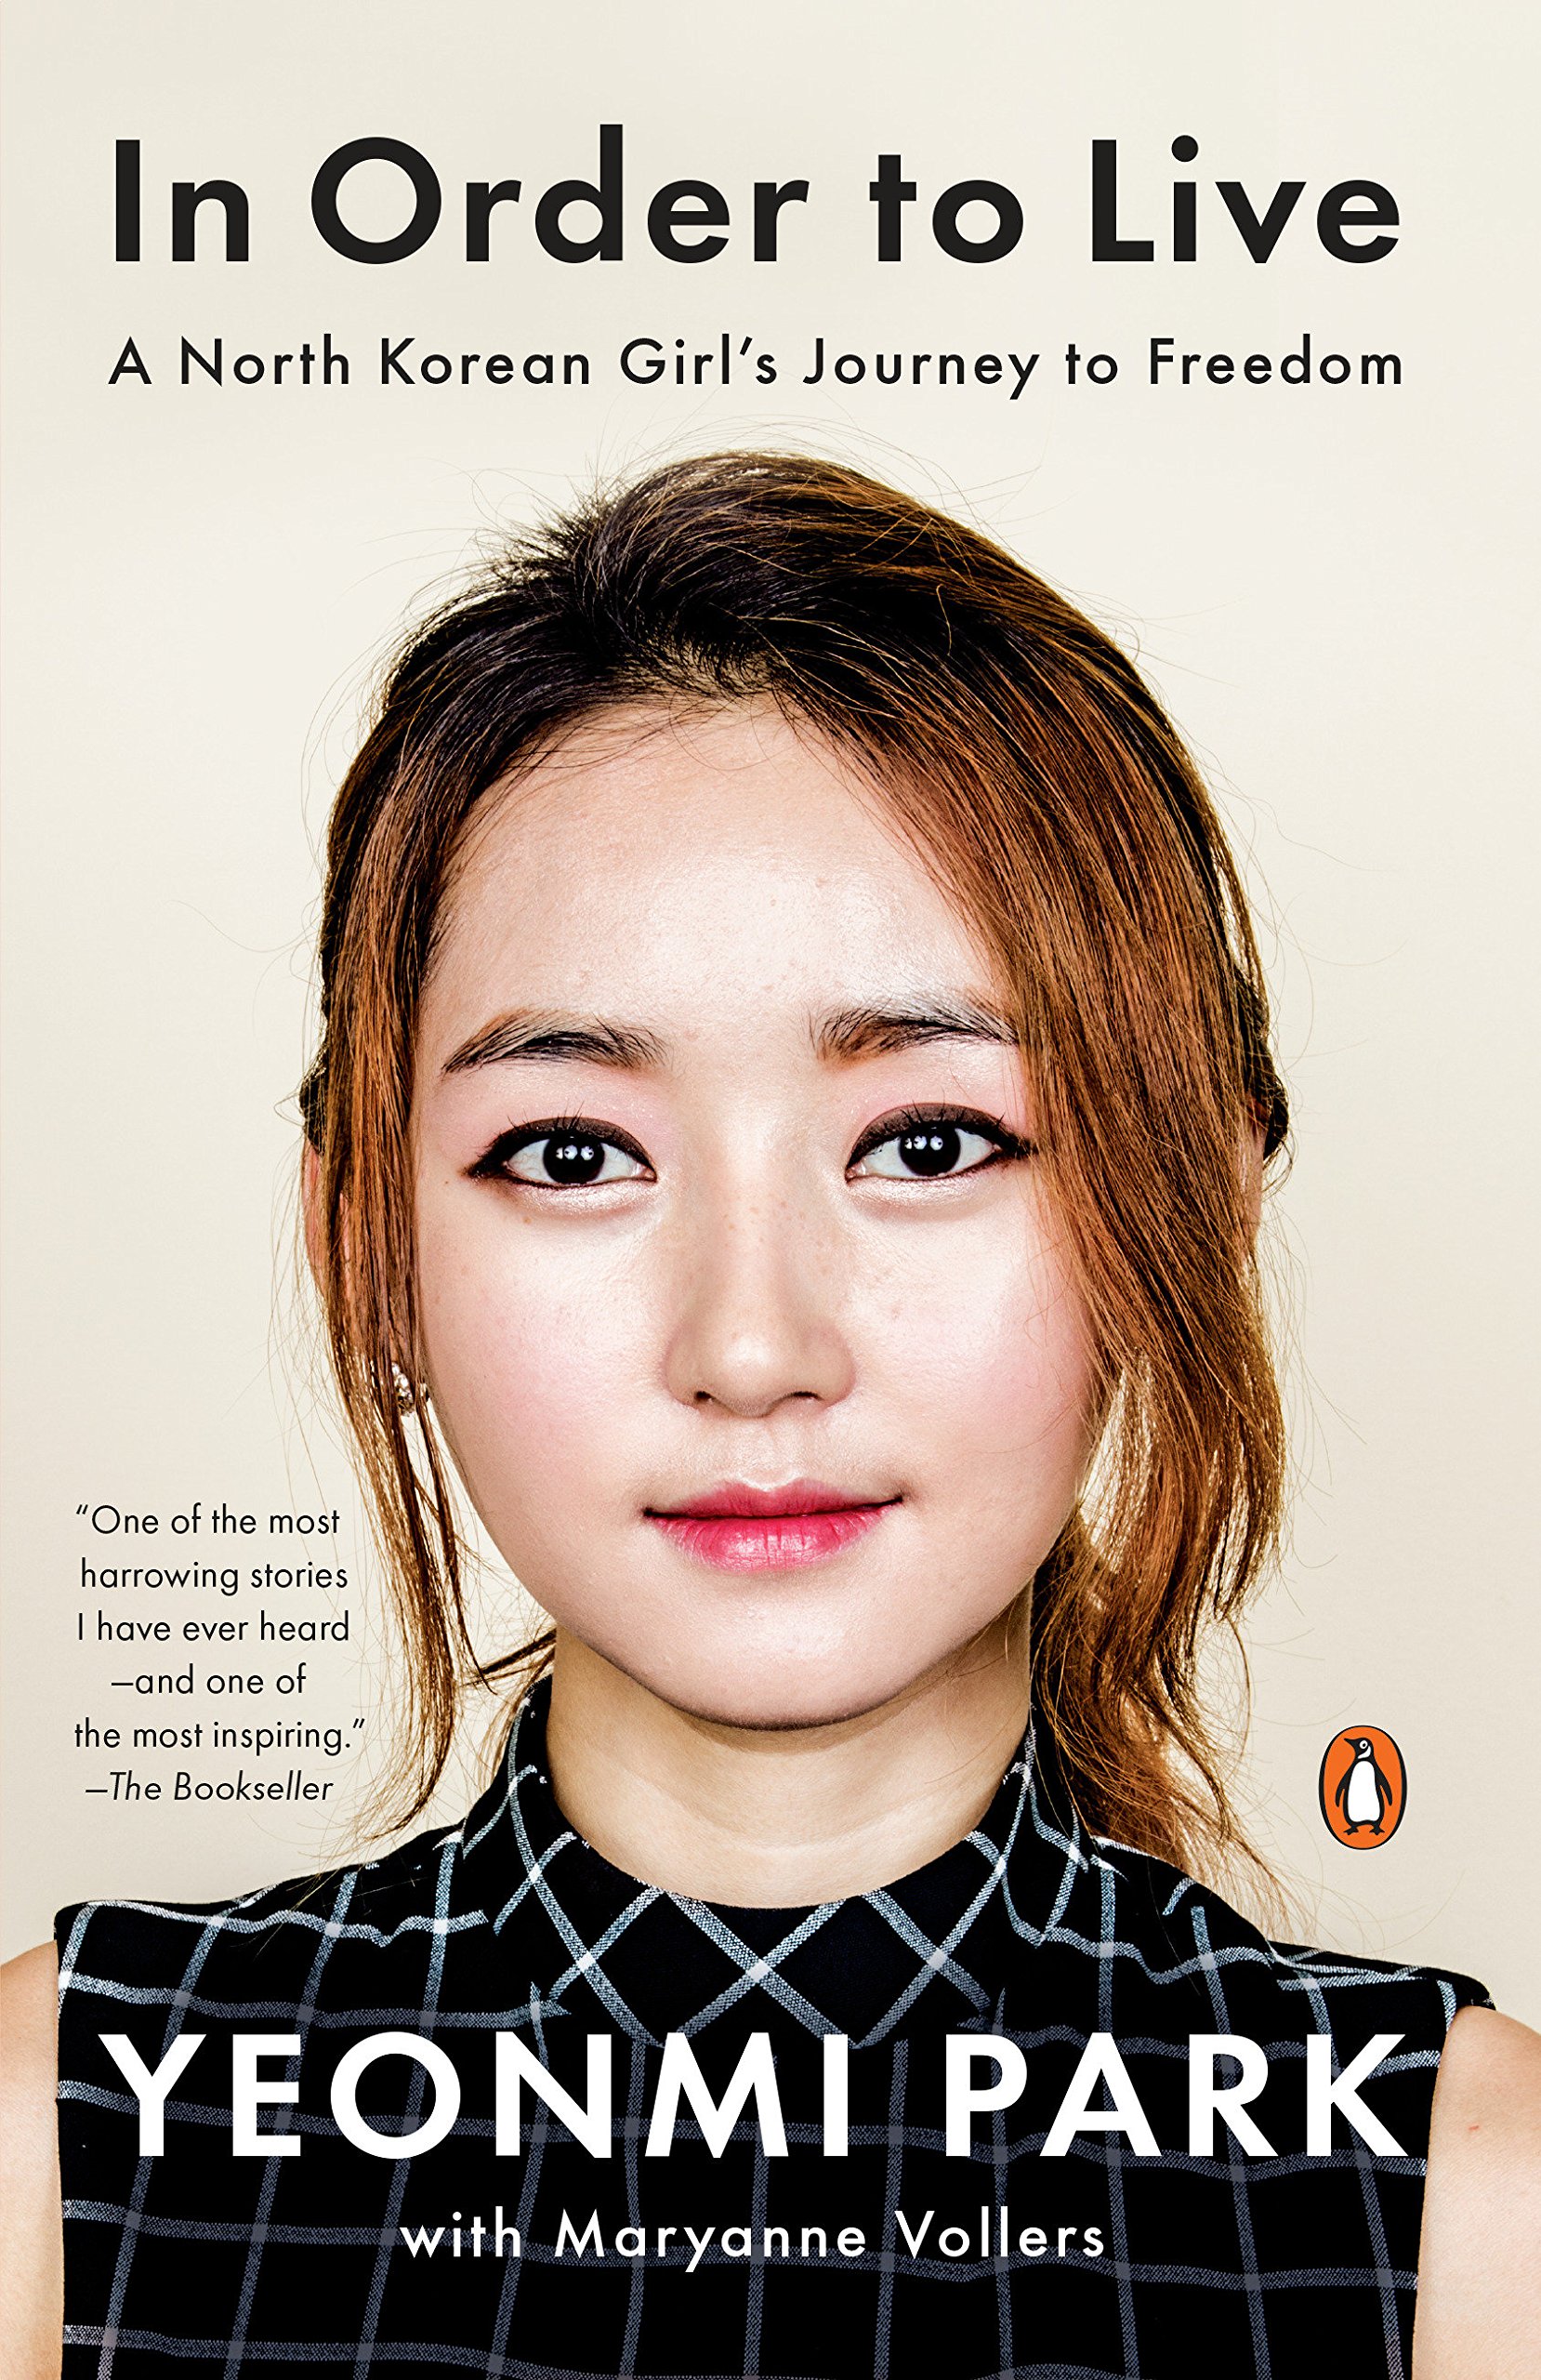 In Order to Live
A North Korean Girl’s Journey to Freedom
“One of the most
harrowing stories
I have ever heard
—and one of
the most inspiring.”
—The Bookseller
YEONMI PARK
with Maryanne Vollers